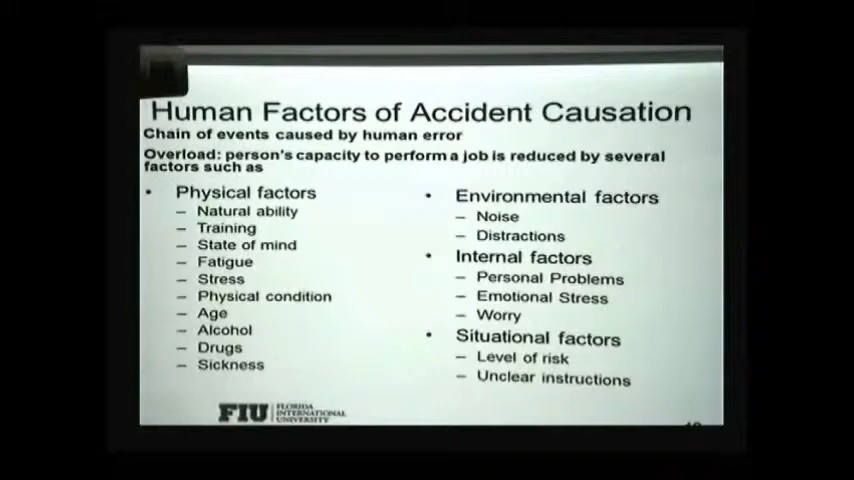 Human Factors of Accident Causation
Chain of events caused by human error
Overload: person's capacity to perform a job is reduced by several
factors such as
• Physical factors
– Natural ability
– Training
– State of mind
– Fatigue
– Stress
– Physical condition
– Age
– Alcohol
– Drugs
– Sickness
• Environmental factors
– Noise
– Distractions
• Internal factors
– Personal Problems
– Emotional Stress
– Worry
• Situational factors
– Level of risk
– Unclear instructions
FIU
FLORIDA
INTERNATIONAL
UNIVERSITY